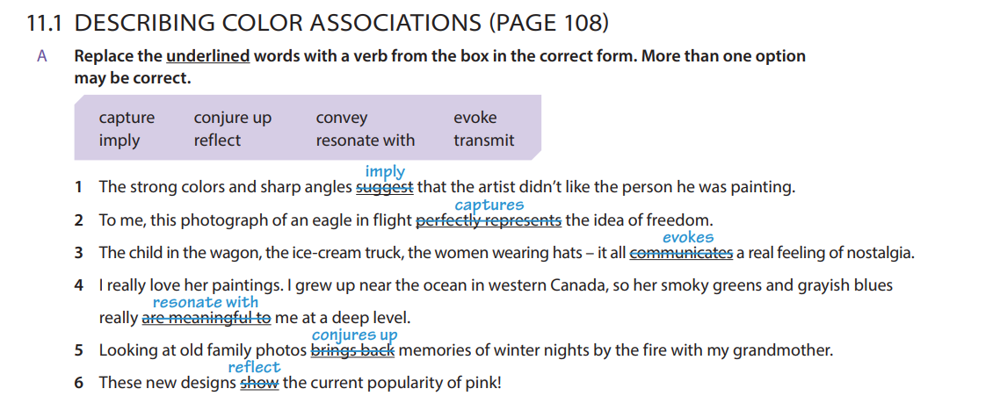 11.1 DESCRIBING COLOR ASSOCIATIONS (PAGE 108)
A Replace the underlined words with a verb from the box in the correct form. More than one option
may be correct.
capture conjure up convey evoke
imply reflect resonate with transmit
imply
1 The strong colors and sharp angles suggest that the artist didn't like the person he was painting.
captures
2 To me, this photograph of an eagle in flight perfectly represents the idea of freedom.
evokes
3 The child in the wagon, the ice-cream truck, the women wearing hats – it all communicates a real feeling of nostalgia.
4 I really love her paintings. I grew up near the ocean in western Canada, so her smoky greens and grayish blues
resonate with
really are meaningful to me at a deep level.
conjures up
5 Looking at old family photos brings back memories of winter nights by the fire with my grandmother.
reflect
6 These new designs show the current popularity of pink!